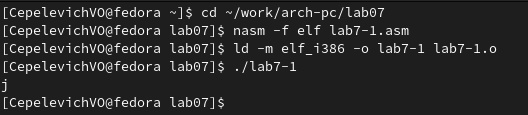 [CepelevichVO@fedora ~]$ cd ~/work/arch-pc/lab07
[CepelevichVO@fedora lab07]$ nasm -f elf lab7-1.asm
[CepelevichVO@fedora lab07]$ ld -m elf_i386 -o lab7-1 lab7-1.o
[CepelevichVO@fedora lab07]$ ./lab7-1
j
[CepelevichVO@fedora lab07]$